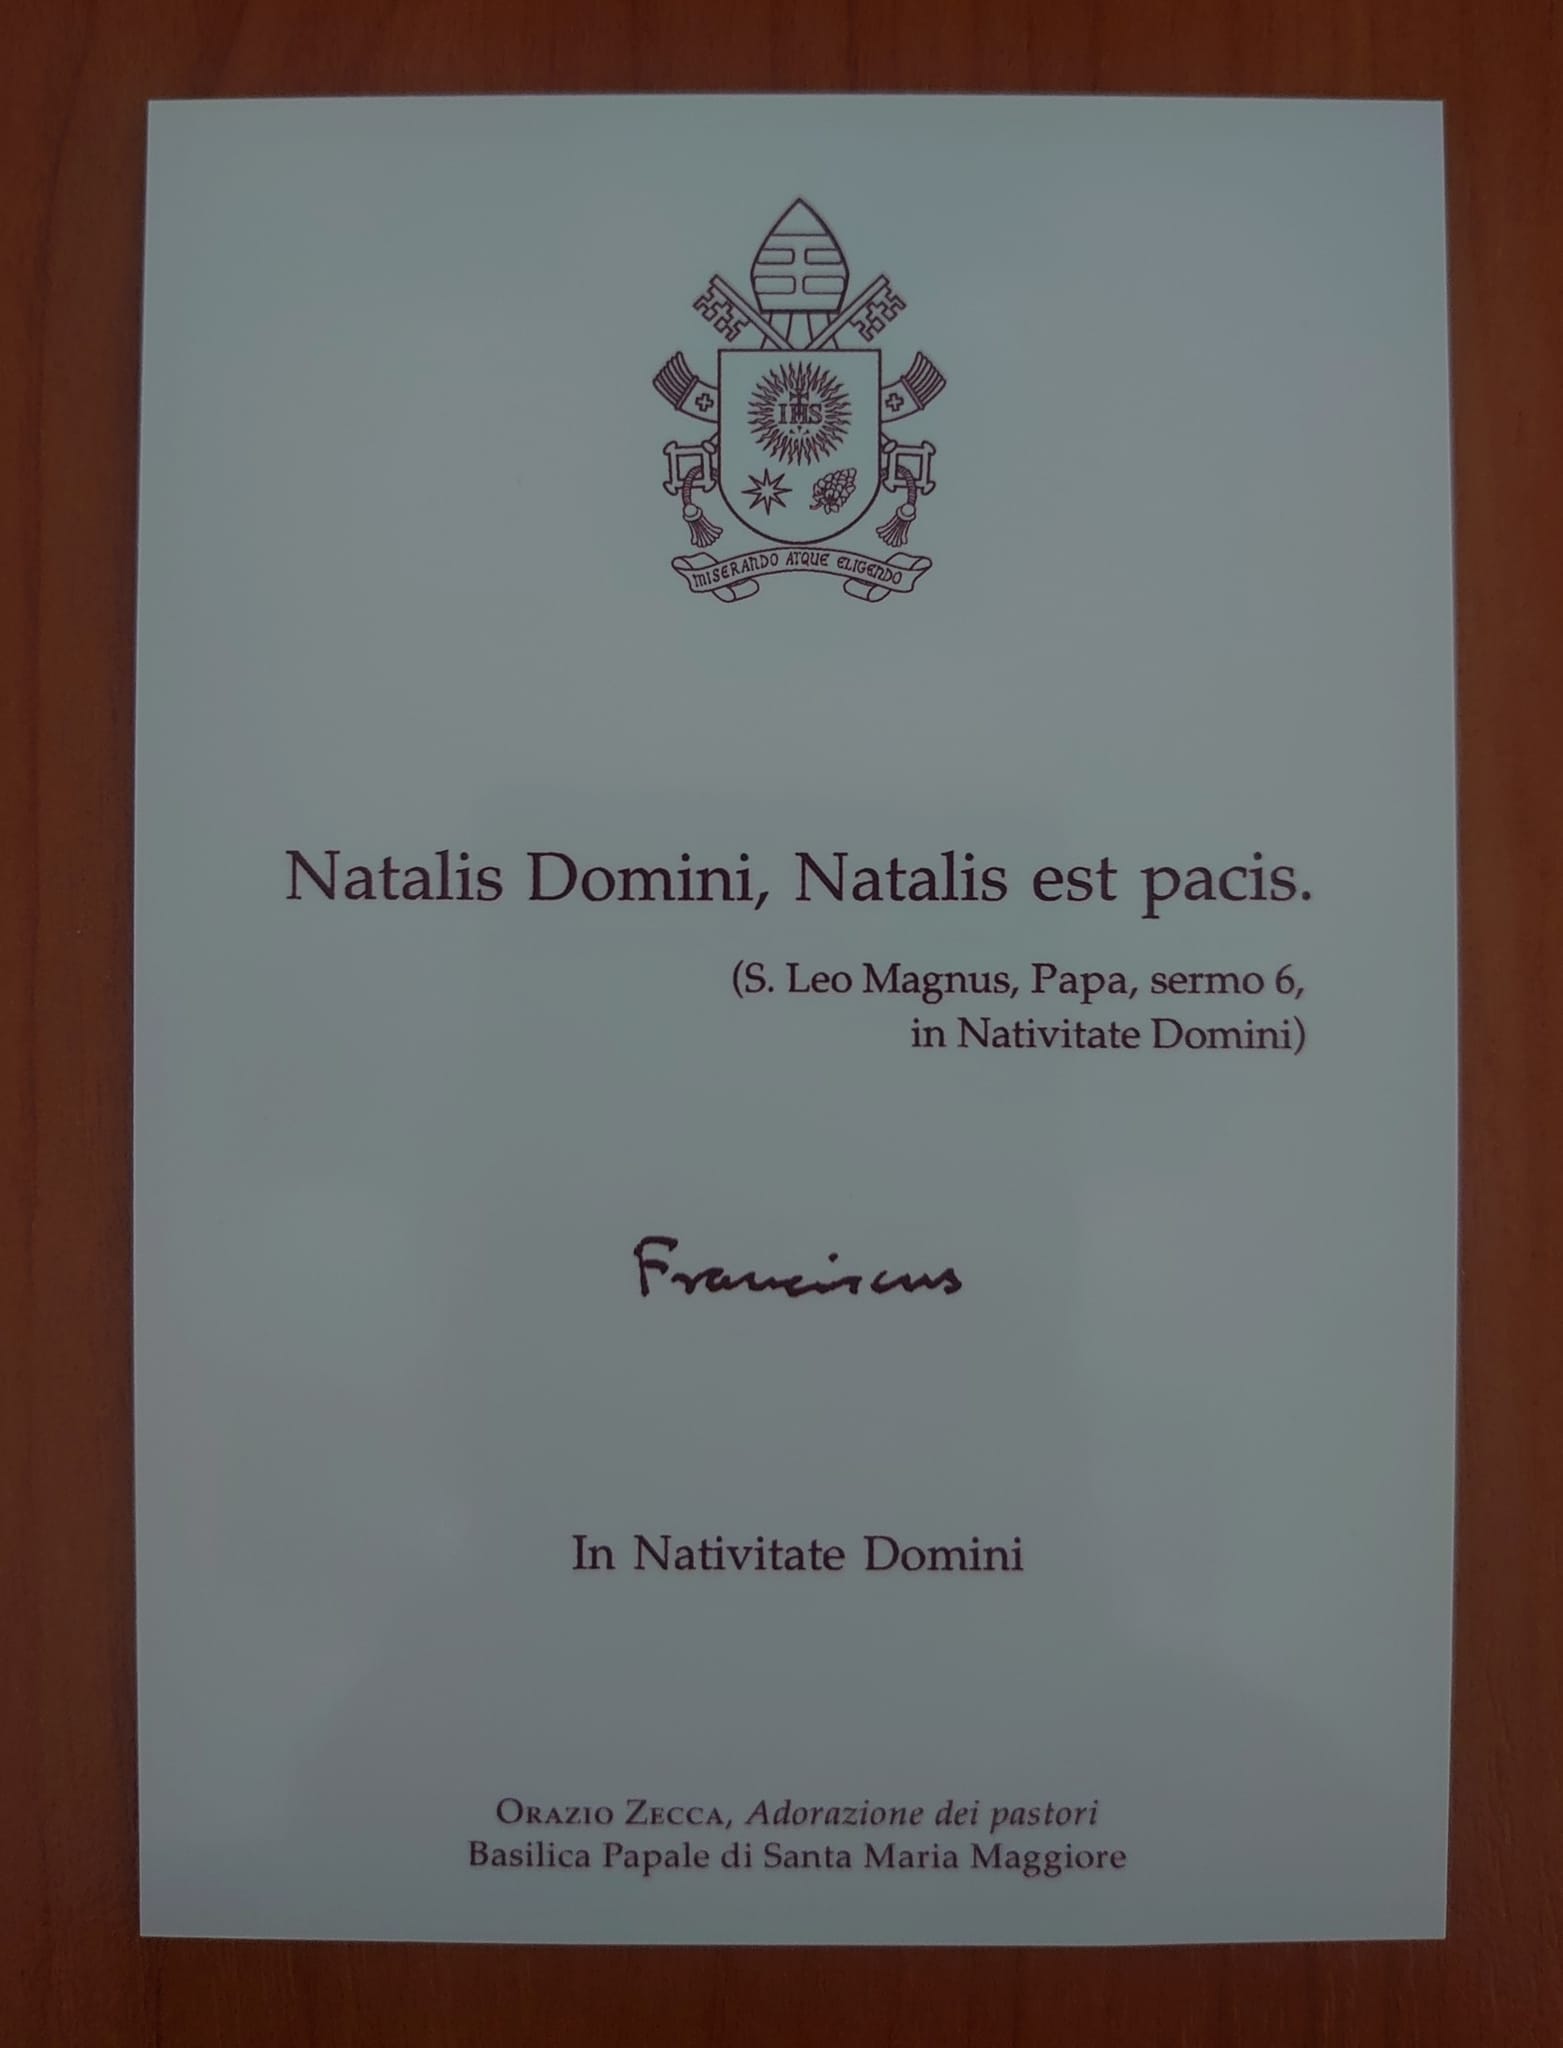 IHS
MISERANDO ATQUE ELIGENDO
Natalis Domini, Natalis est pacis.
(S. Leo Magnus, Papa, sermo 6,
in Nativitate Domini)
Franciscus
In Nativitate Domini
ORAZIO ZECCA, Adorazione dei pastori
Basilica Papale di Santa Maria Maggiore